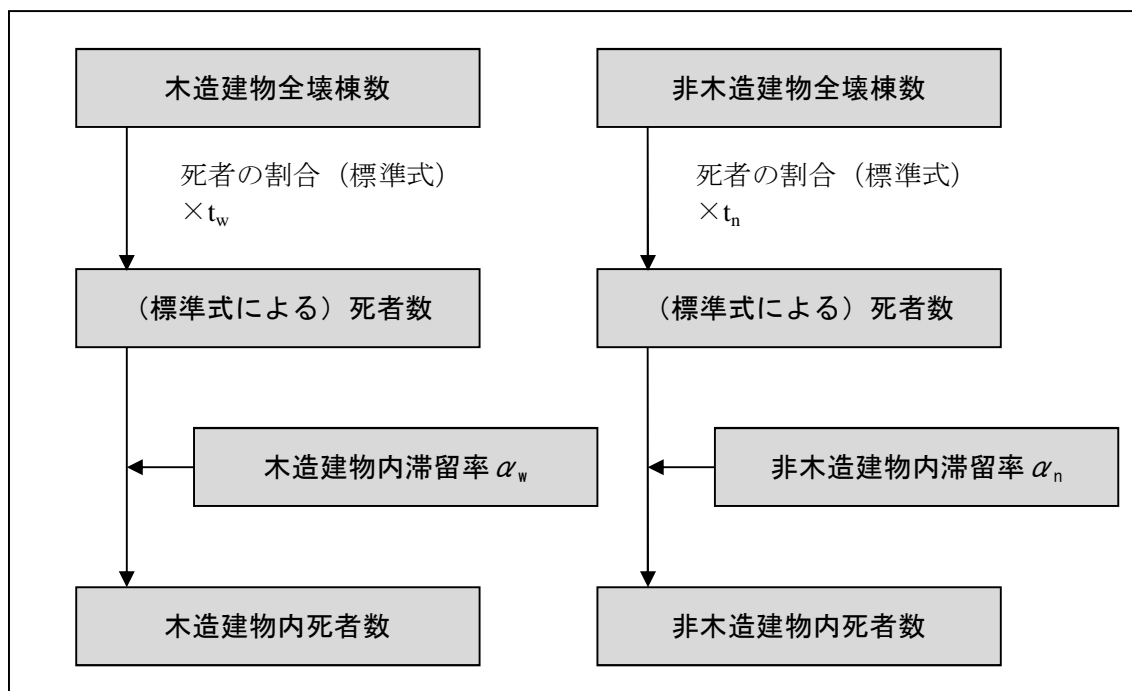 木造建物全壊棟数
非木造建物全壊棟数
死者の割合（標準式）
×tw
死者の割合（標準式）
×tn
（標準式による）死者数
（標準式による）死者数
木造建物内滞留率αw
非木造建物内滞留率αn
木造建物内死者数
非木造建物内死者数